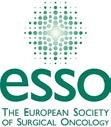 esso
THE EUROPEAN SOCIETY
OF SURGICAL ONCOLOGY